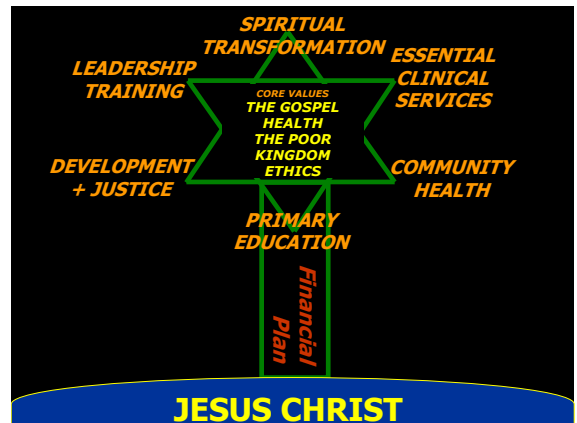 SPIRITUAL
TRANSFORMATION
LEADERSHIP
TRAINING
ESSENTIAL
CLINICAL
SERVICES
CORE VALUES
THE GOSPEL
HEALTH
THE POOR
KINGDOM
ETHICS
DEVELOPMENT
+ JUSTICE
COMMUNITY
HEALTH
PRIMARY
EDUCATION
Financial
Plan
JESUS CHRIST